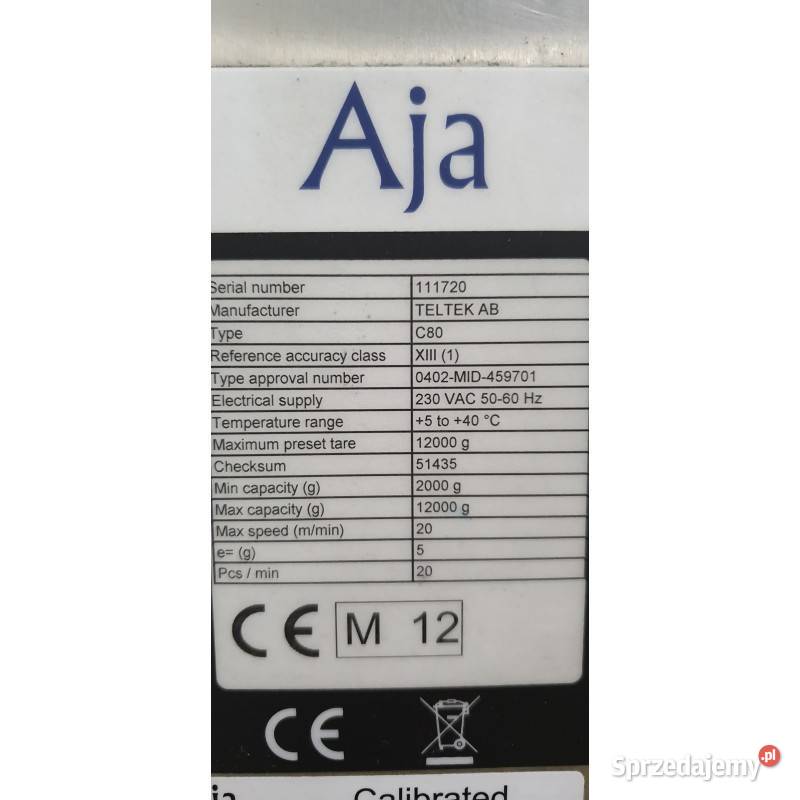 Aja
Serial number 111720
Manufacturer TELTEK AB
Type C80
Reference accuracy class XIII (1)
Type approval number 0402-MID-459701
Electrical supply 230 VAC 50-60 Hz
Temperature range +5 to +40 °C
Maximum preset tare 12000 g
Checksum 51435
Min capacity (g) 2000 g
Max capacity (g) 12000 g
Max speed (m/min) 20
e= (g) 5
Pcs / min 20
CE M 12
CE
Calibrated
Sprzedajemy.pl